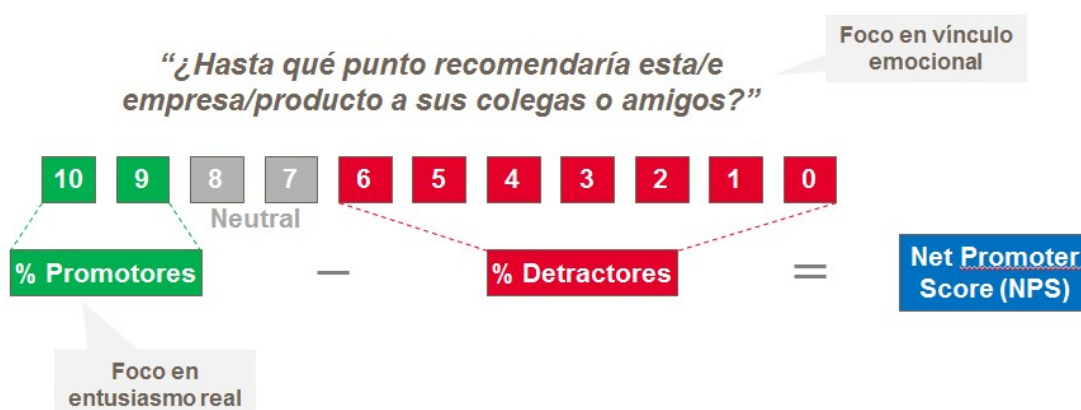 Foco en vínculo
emocional
“¿Hasta qué punto recomendaría esta/e
empresa/producto a sus colegas o amigos?”
10 9 8 7 6 5 4 3 2 1 0
Neutral
% Promotores — % Detractores = Net Promoter
Score (NPS)
Foco en
entusiasmo real